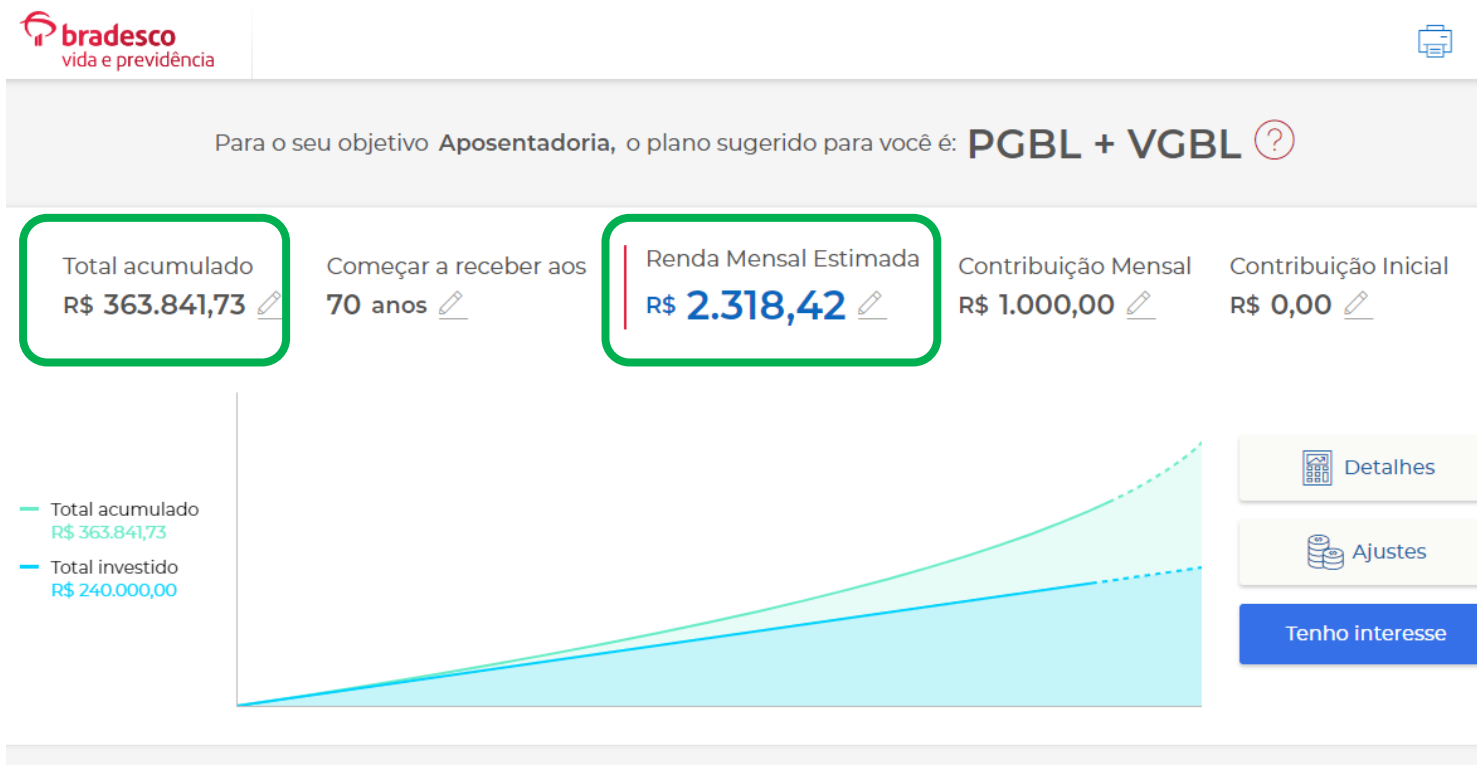 bradesco
vida e previdência
Para o seu objetivo Aposentadoria, o plano sugerido para você é: PGBL + VGBL ?
Total acumulado
R$ 363.841,73
Começar a receber aos
70 anos
Renda Mensal Estimada
R$ 2.318,42
Contribuição Mensal
R$ 1.000,00
Contribuição Inicial
R$ 0,00
Total acumulado
R$ 363.841,73
Total investido
R$ 240.000,00
Detalhes
Ajustes
Tenho interesse